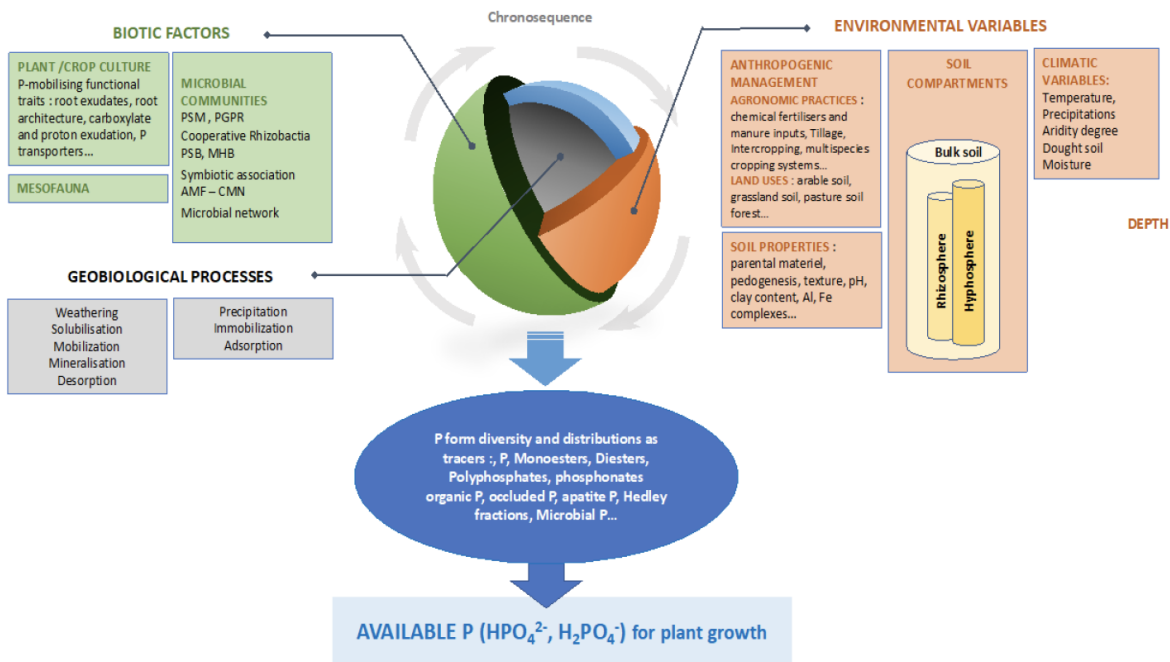 Chronosequence
BIOTIC FACTORS
PLANT /CROP CULTURE
P-mobilising functional
traits : root exudates, root
architecture, carboxylate
and proton exudation, P
transporters...
MESOFAUNA
MICROBIAL
COMMUNITIES
PSM , PGPR
Cooperative Rhizobactia
PSB, MHB
Symbiotic association
AMF – CMN
Microbial network
GEOBIOLOGICAL PROCESSES
Weathering
Solubilisation
Mobilization
Mineralisation
Desorption
Precipitation
Immobilization
Adsorption
ENVIRONMENTAL VARIABLES
ANTHROPOGENIC
MANAGEMENT
AGRONOMIC PRACTICES :
chemical fertilisers and
manure inputs, Tillage,
Intercropping, multispecies
cropping systems...
LAND USES : arable soil,
grassland soil, pasture soil
forest...
SOIL PROPERTIES :
parental materiel,
pedogenesis, texture, pH,
clay content, Al, Fe
complexes...
SOIL
COMPARTMENTS
Bulk soil
Rhizosphere
Hyphosphere
CLIMATIC
VARIABLES:
Temperature,
Precipitations
Aridity degree
Dought soil
Moisture
DEPTH
P form diversity and distributions as
tracers :, P, Monoesters, Diesters,
Polyphosphates, phosphonates
organic P, occluded P, apatite P, Hedley
fractions, Microbial P...
AVAILABLE P (HPO₄²⁻, H₂PO₄⁻) for plant growth